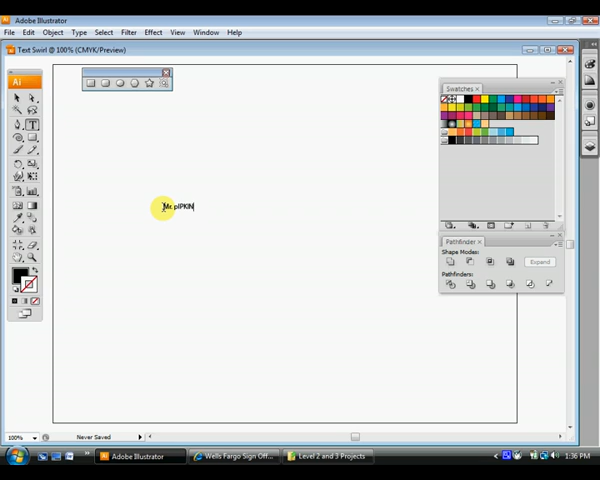 Adobe Illustrator
File Edit Object Type Select Filter Effect View Window Help
Text Swirl @ 100% (CMYK/Preview)
Ai
Swatches
Mr. pIPKIN
Pathfinder
Shape Modes:
Expand
Pathfinders:
100% Never Saved
Adobe Illustrator Wells Fargo Sign Off... Level 2 and 3 Projects 1:36 PM